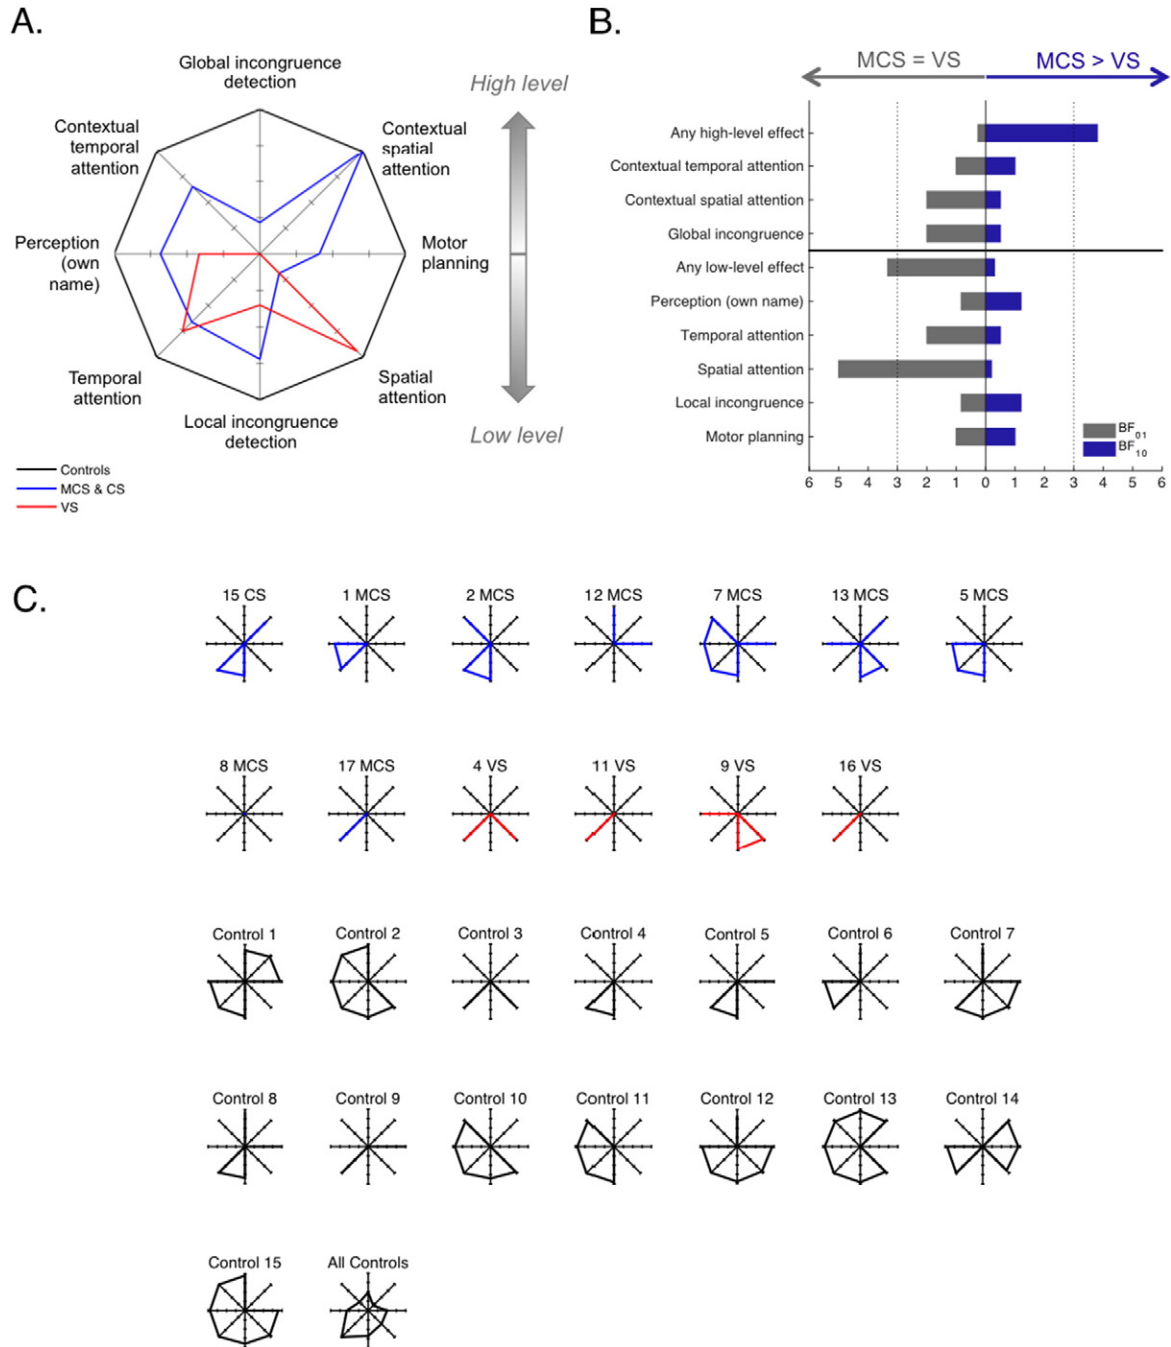 A.
Global incongruence
detection
Contextual
temporal
attention
Contextual
spatial
attention
High level
Perception
(own
name)
Motor
planning
Temporal
attention
Spatial
attention
Local incongruence
detection
Low level
Controls
MCS & CS
VS
B.
MCS = VS
MCS > VS
Any high-level effect
Contextual temporal attention
Contextual spatial attention
Global incongruence
Any low-level effect
Perception (own name)
Temporal attention
Spatial attention
Local incongruence
Motor planning
BF01
BF10
6 5 4 3 2 1 0 1 2 3 4 5 6
C.
15 CS 1 MCS 2 MCS 12 MCS 7 MCS 13 MCS 5 MCS
8 MCS 17 MCS 4 VS 11 VS 9 VS 16 VS
Control 1 Control 2 Control 3 Control 4 Control 5 Control 6 Control 7
Control 8 Control 9 Control 10 Control 11 Control 12 Control 13 Control 14
Control 15 All Controls